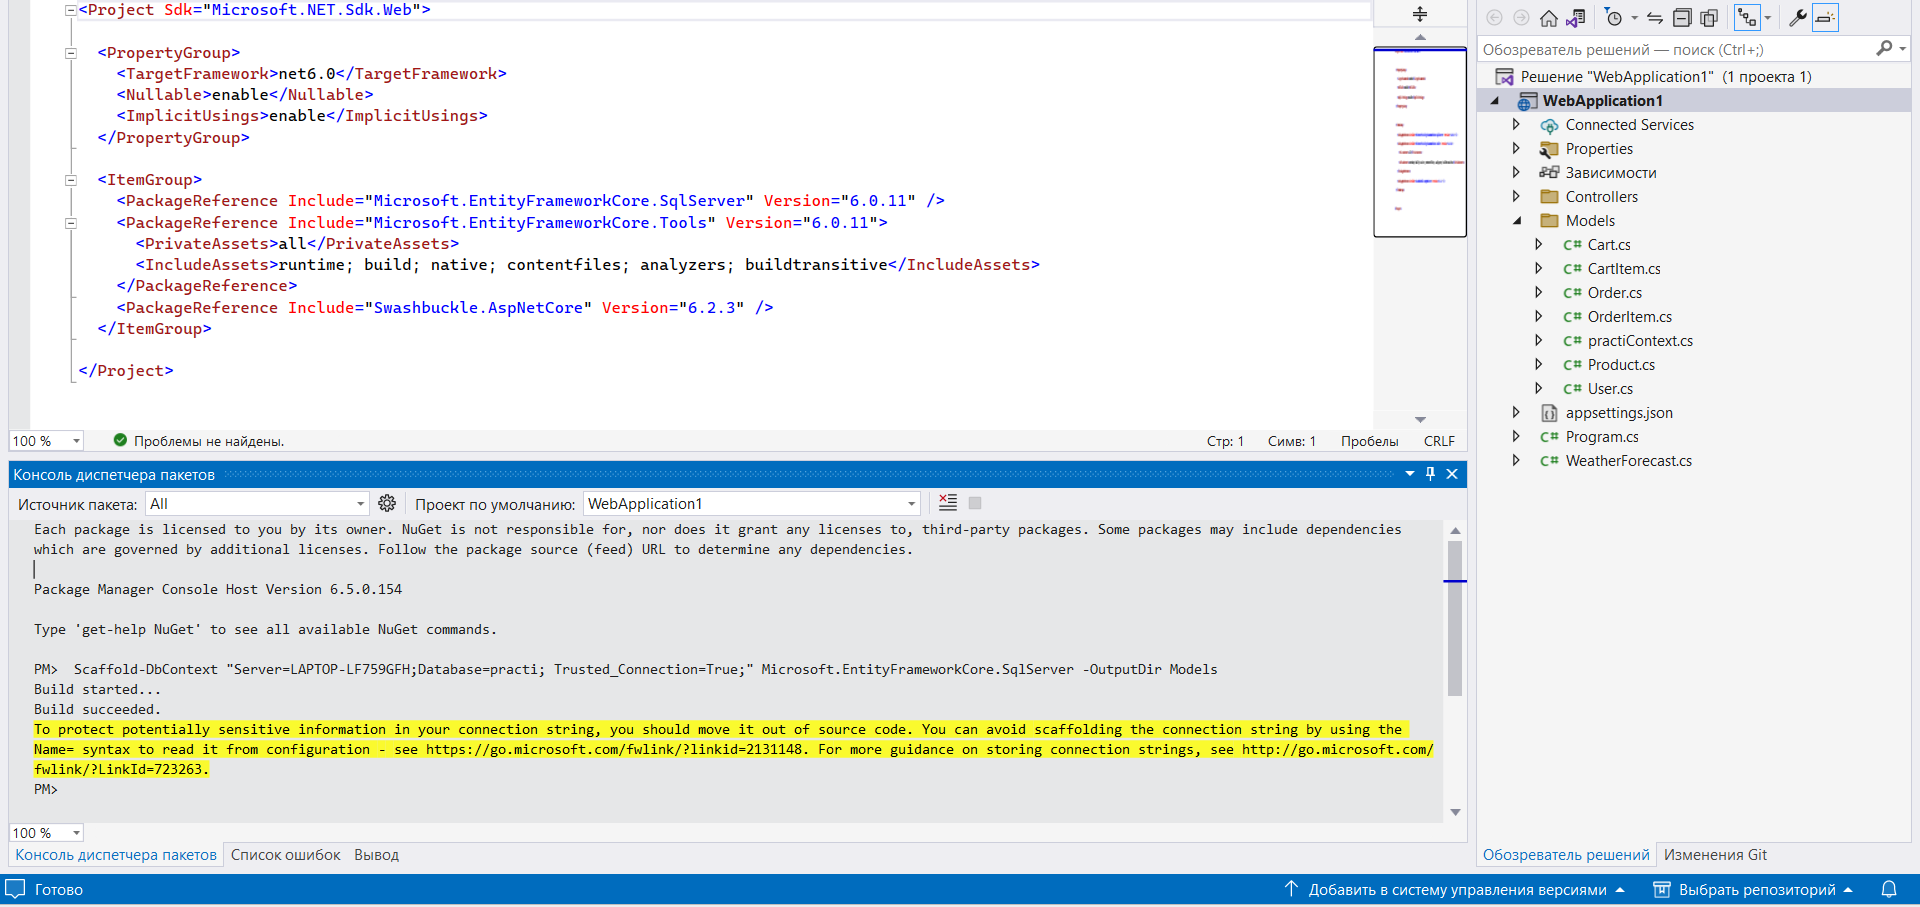 <Project Sdk="Microsoft.NET.Sdk.Web">
<PropertyGroup>
<TargetFramework>net6.0</TargetFramework>
<Nullable>enable</Nullable>
<ImplicitUsings>enable</ImplicitUsings>
</PropertyGroup>
<ItemGroup>
<PackageReference Include="Microsoft.EntityFrameworkCore.SqlServer" Version="6.0.11" />
<PackageReference Include="Microsoft.EntityFrameworkCore.Tools" Version="6.0.11">
<PrivateAssets>all</PrivateAssets>
<IncludeAssets>runtime; build; native; contentfiles; analyzers; buildtransitive</IncludeAssets>
</PackageReference>
<PackageReference Include="Swashbuckle.AspNetCore" Version="6.2.3" />
</ItemGroup>
</Project>
100 %
Проблемы не найдены.
Стр: 1 Симв: 1 Пробелы CRLF
Консоль диспетчера пакетов
Источник пакета: All Проект по умолчанию: WebApplication1
Each package is licensed to you by its owner. NuGet is not responsible for, nor does it grant any licenses to, third-party packages. Some packages may include dependencies
which are governed by additional licenses. Follow the package source (feed) URL to determine any dependencies.
Package Manager Console Host Version 6.5.0.154
Type 'get-help NuGet' to see all available NuGet commands.
PM> Scaffold-DbContext "Server=LAPTOP-LF759GFH;Database=practi; Trusted_Connection=True;" Microsoft.EntityFrameworkCore.SqlServer -OutputDir Models
Build started...
Build succeeded.
To protect potentially sensitive information in your connection string, you should move it out of source code. You can avoid scaffolding the connection string by using the
Name= syntax to read it from configuration - see https://go.microsoft.com/fwlink/?linkid=2131148. For more guidance on storing connection strings, see http://go.microsoft.com/
fwlink/?LinkId=723263.
PM>
100 %
Консоль диспетчера пакетов Список ошибок Вывод
Обозреватель решений — поиск (Ctrl+;)
Решение "WebApplication1" (1 проекта 1)
WebApplication1
Connected Services
Properties
Зависимости
Controllers
Models
C# Cart.cs
C# CartItem.cs
C# Order.cs
C# OrderItem.cs
C# practiContext.cs
C# Product.cs
C# User.cs
appsettings.json
C# Program.cs
C# WeatherForecast.cs
Обозреватель решений Изменения Git
Готово
Добавить в систему управления версиями Выбрать репозиторий